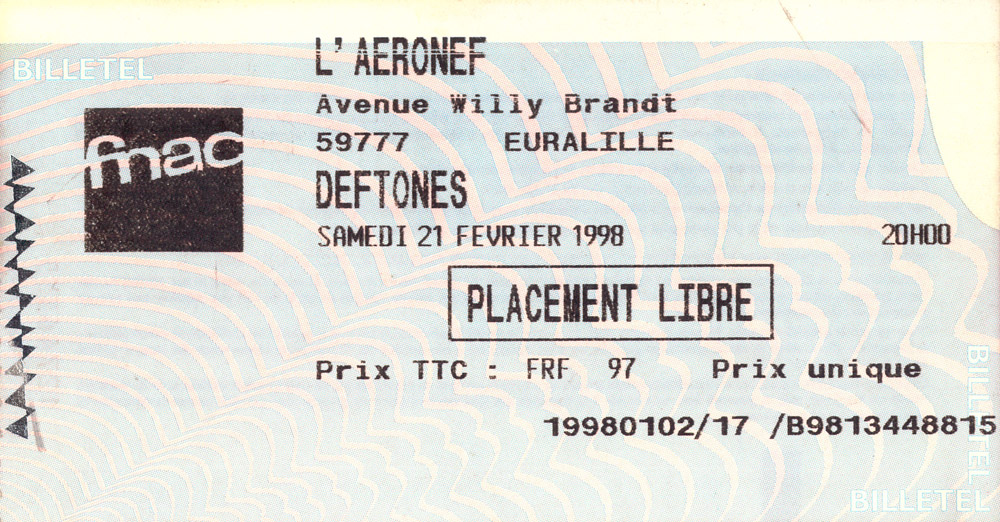 BILLETEL
fnac
L' AERONEF
Avenue Willy Brandt
59777 EURALILLE
DEFTONES
SAMEDI 21 FEVRIER 1998 20H00
PLACEMENT LIBRE
Prix TTC : FRF 97 Prix unique
19980102/17 /B9813448815
BILLETEL
BILLETEL